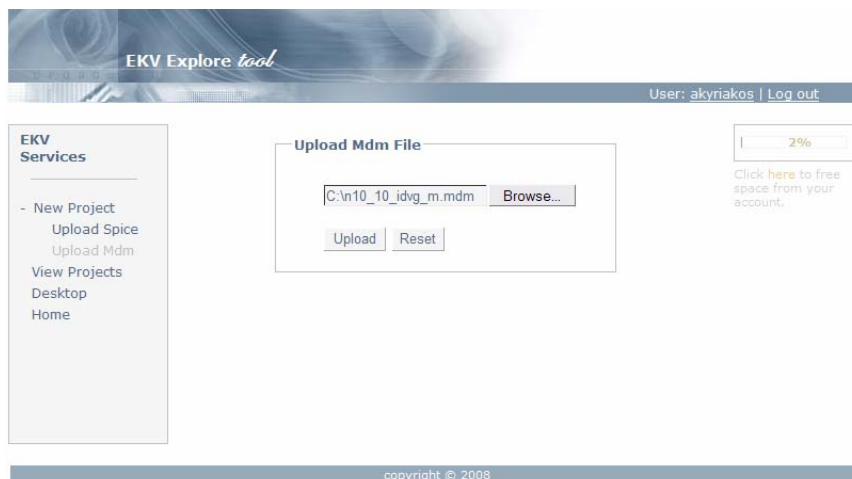 EKV Explore tool
User: akyriakos | Log out
EKV
Services
- New Project
Upload Spice
Upload Mdm
View Projects
Desktop
Home
Upload Mdm File
C:\n10_10_idvg_m.mdm Browse...
Upload Reset
2%
Click here to free
space from your
account.
copyright © 2008